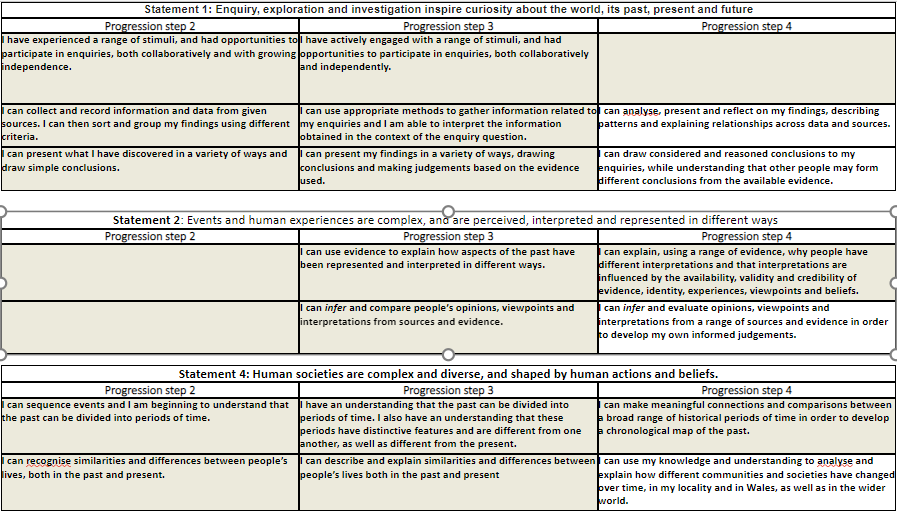 Statement 1: Enquiry, exploration and investigation inspire curiosity about the world, its past, present and future
Progression step 2
Progression step 3
Progression step 4
I have experienced a range of stimuli, and had opportunities to
participate in enquiries, both collaboratively and with growing
independence.
I have actively engaged with a range of stimuli, and had
opportunities to participate in enquiries, both collaboratively
and independently.
I can collect and record information and data from given
sources. I can then sort and group my findings using different
criteria.
I can use appropriate methods to gather information related to
my enquiries and I am able to interpret the information
obtained in the context of the enquiry question.
I can analyse, present and reflect on my findings, describing
patterns and explaining relationships across data and sources.
I can present what I have discovered in a variety of ways and
draw simple conclusions.
I can present my findings in a variety of ways, drawing
conclusions and making judgements based on the evidence
used.
I can draw considered and reasoned conclusions to my
enquiries, while understanding that other people may form
different conclusions from the available evidence.
Statement 2: Events and human experiences are complex, and are perceived, interpreted and represented in different ways
Progression step 2
Progression step 3
Progression step 4
I can use evidence to explain how aspects of the past have
been represented and interpreted in different ways.
I can explain, using a range of evidence, why people have
different interpretations and that interpretations are
influenced by the availability, validity and credibility of
evidence, identity, experiences, viewpoints and beliefs.
I can infer and compare people's opinions, viewpoints and
interpretations from sources and evidence.
I can infer and evaluate opinions, viewpoints and
interpretations from a range of sources and evidence in order
to develop my own informed judgements.
Statement 4: Human societies are complex and diverse, and shaped by human actions and beliefs.
Progression step 2
Progression step 3
Progression step 4
I can sequence events and I am beginning to understand that
the past can be divided into periods of time.
I have an understanding that the past can be divided into
periods of time. I also have an understanding that these
periods have distinctive features and are different from one
another, as well as different from the present.
I can make meaningful connections and comparisons between
a broad range of historical periods of time in order to develop
a chronological map of the past.
I can recognise similarities and differences between people's
lives, both in the past and present.
I can describe and explain similarities and differences between
people's lives both in the past and present
I can use my knowledge and understanding to analyse and
explain how different communities and societies have changed
over time, in my locality and in Wales, as well as in the wider
world.